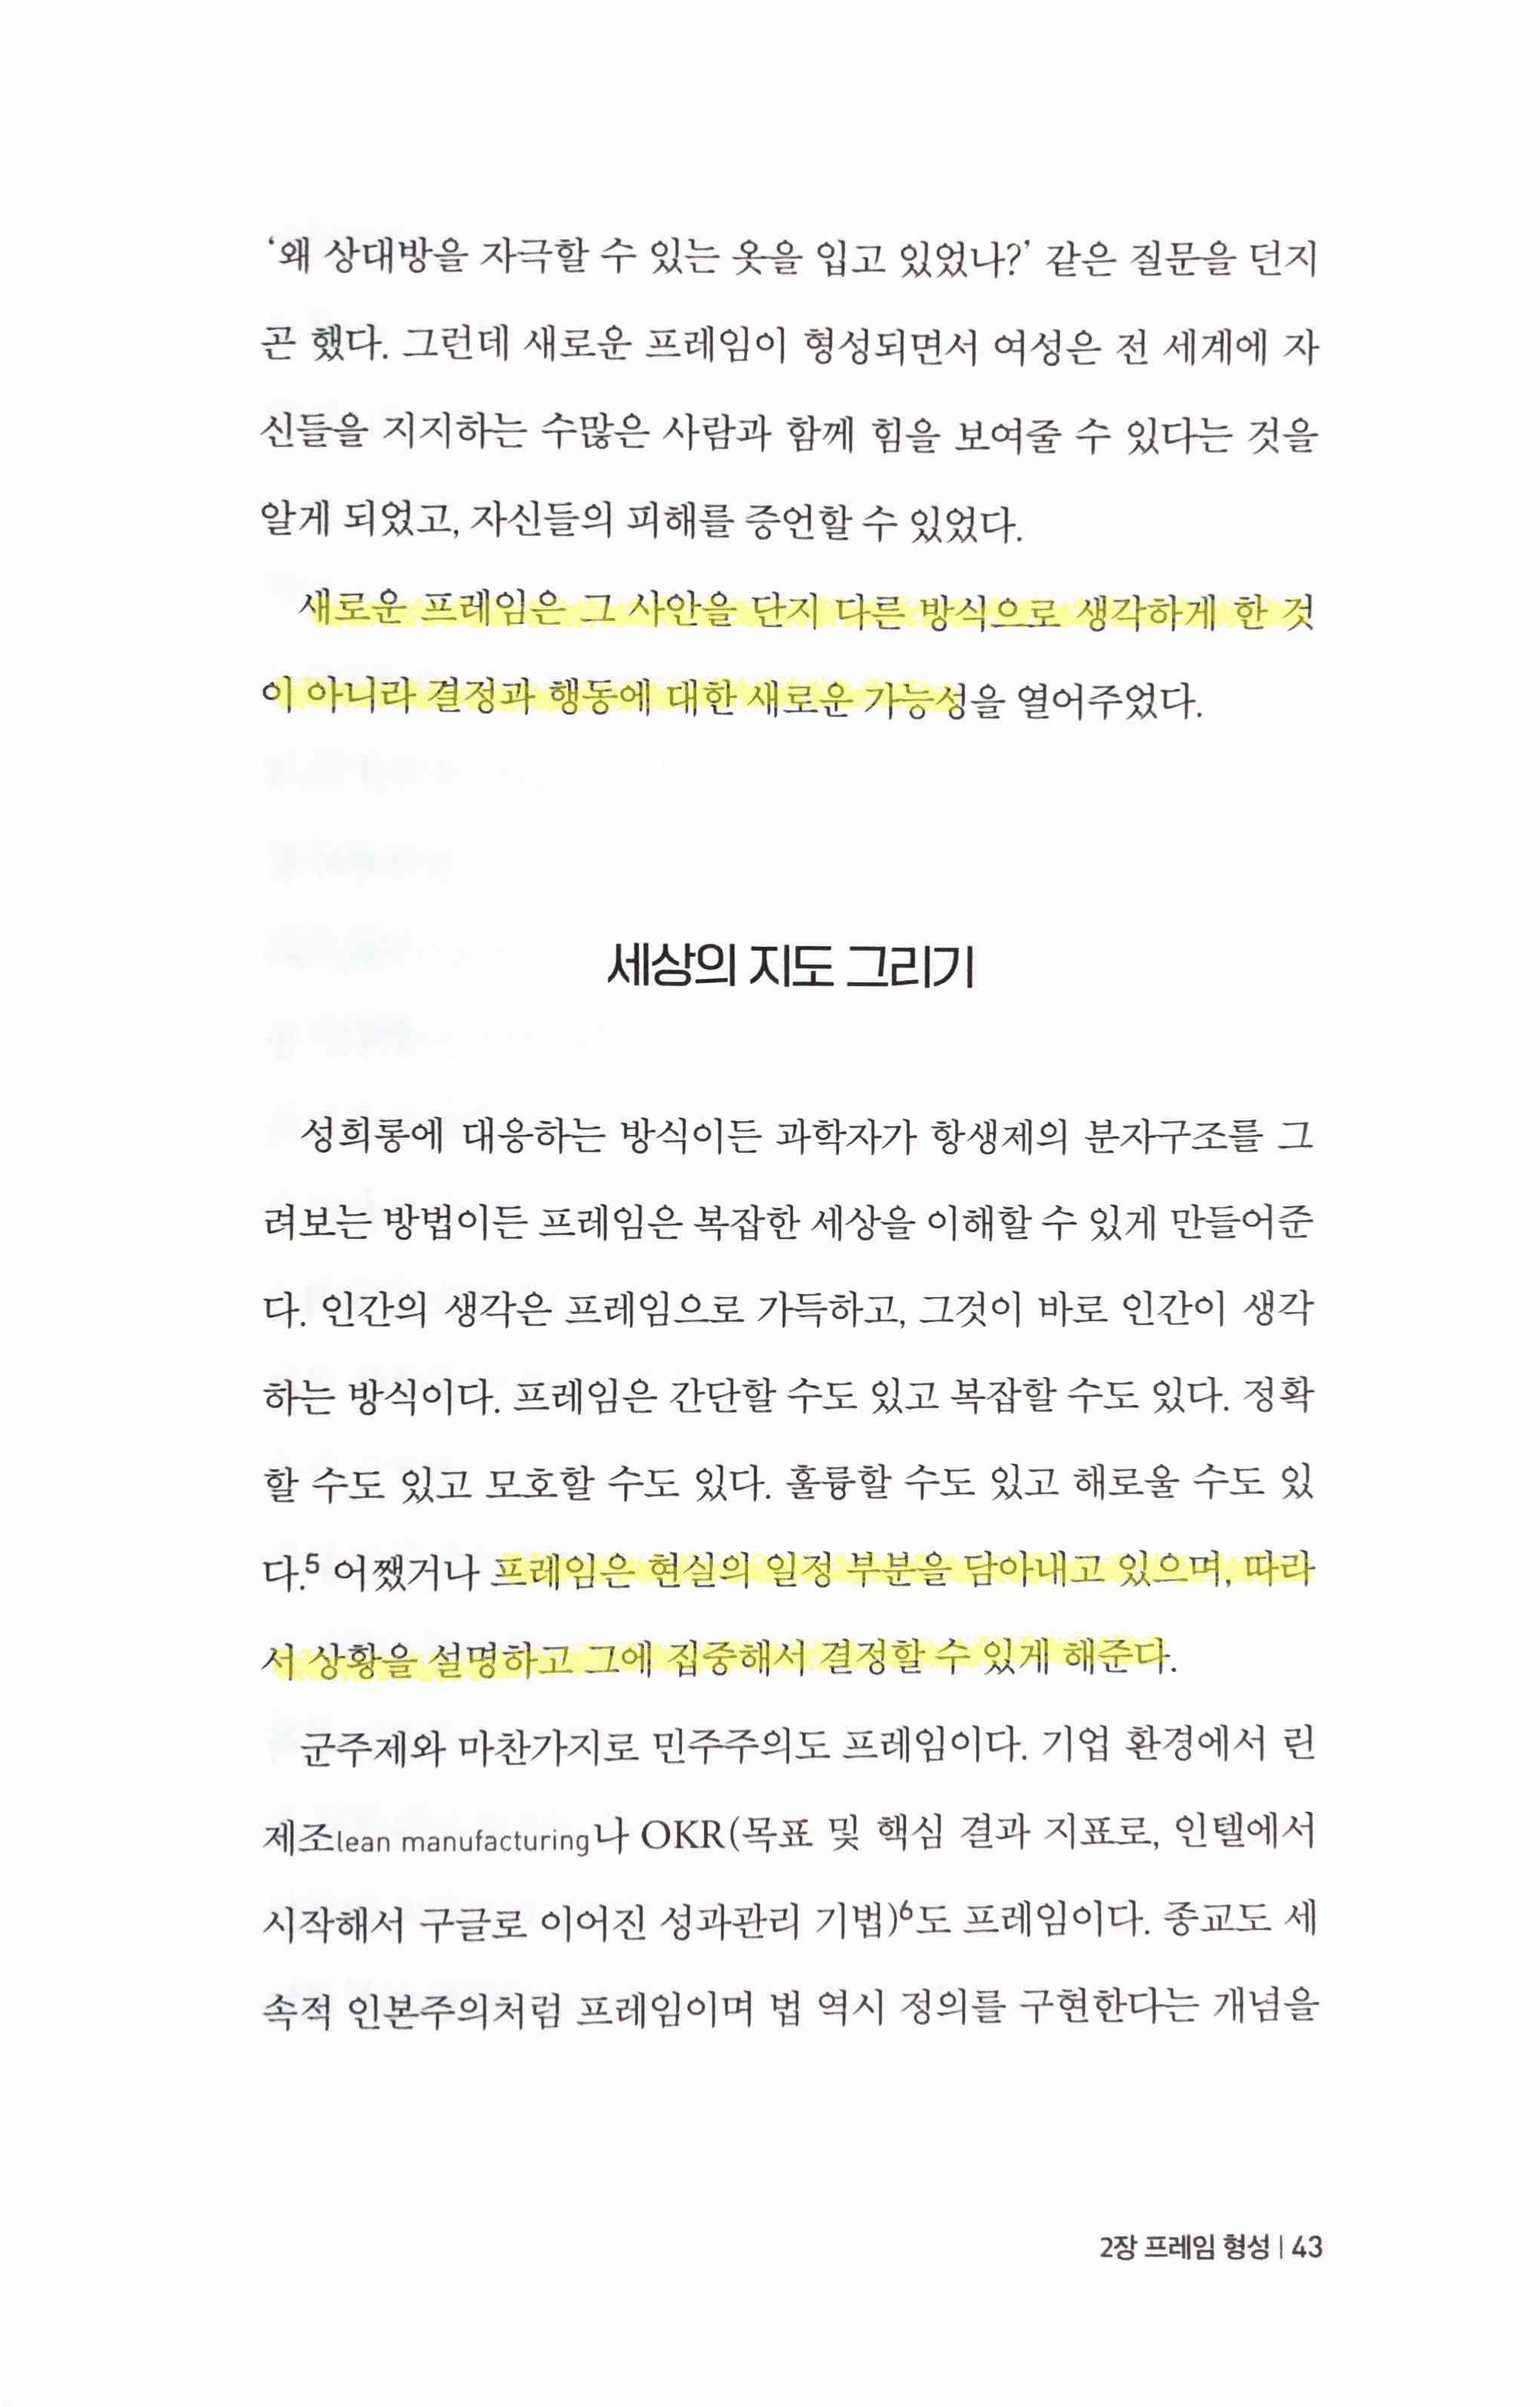 ‘왜 상대방을 자극할 수 있는 옷을 입고 있었나?’ 같은 질문을 던지
곤 했다. 그런데 새로운 프레임이 형성되면서 여성은 전 세계에 자
신들을 지지하는 수많은 사람과 함께 힘을 보여줄 수 있다는 것을
알게 되었고, 자신들의 피해를 증언할 수 있었다.
새로운 프레임은 그 사안을 단지 다른 방식으로 생각하게 한 것
이 아니라 결정과 행동에 대한 새로운 가능성을 열어주었다.
세상의 지도 그리기
성희롱에 대응하는 방식이든 과학자가 항생제의 분자구조를 그
려보는 방법이든 프레임은 복잡한 세상을 이해할 수 있게 만들어준
다. 인간의 생각은 프레임으로 가득하고, 그것이 바로 인간이 생각
하는 방식이다. 프레임은 간단할 수도 있고 복잡할 수도 있다. 정확
할 수도 있고 모호할 수도 있다. 훌륭할 수도 있고 해로울 수도 있
다.⁵ 어쨌거나 프레임은 현실의 일정 부분을 담아내고 있으며, 따라
서 상황을 설명하고 그에 집중해서 결정할 수 있게 해준다.
군주제와 마찬가지로 민주주의도 프레임이다. 기업 환경에서 린
제조lean manufacturing나 OKR(목표 및 핵심 결과 지표로, 인텔에서
시작해서 구글로 이어진 성과관리 기법)⁶도 프레임이다. 종교도 세
속적 인본주의처럼 프레임이며 법 역시 정의를 구현한다는 개념을
2장 프레임 형성 | 43